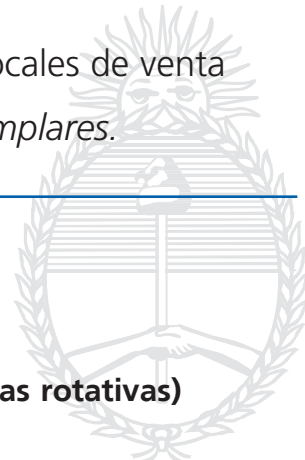 ocales de venta
mplares.
as rotativas)